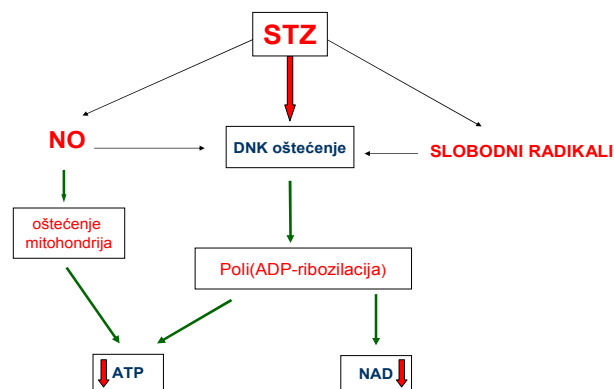 STZ
NO
DNK oštećenje
SLOBODNI RADIKALI
oštećenje
mitohondrija
Poli(ADP-ribozilacija)
ATP
NAD